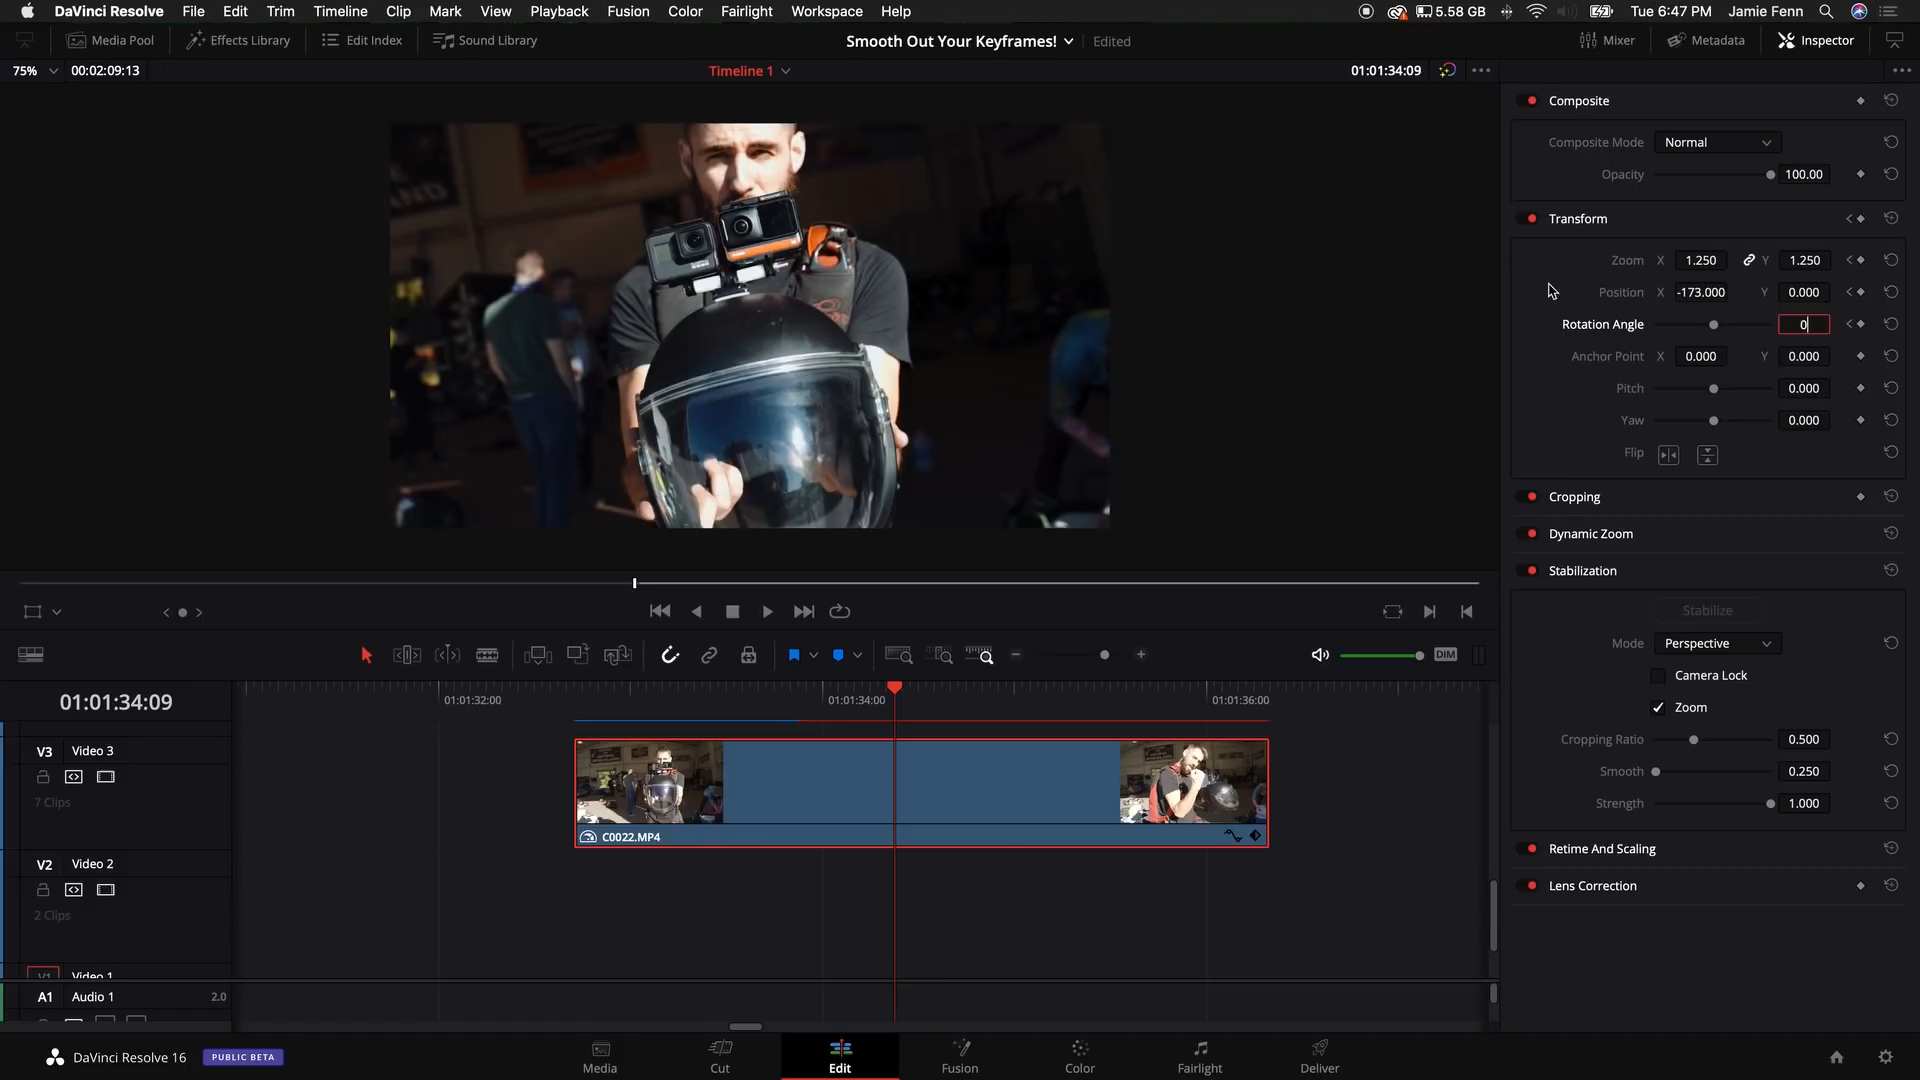 DaVinci Resolve File Edit Trim Timeline Clip Mark View Playback Fusion Color Fairlight Workspace Help 5.58 GB Tue 6:47 PM Jamie Fenn
Media Pool Effects Library Edit Index Sound Library Smooth Out Your Keyframes! Edited Mixer Metadata Inspector
75% 00:02:09:13 Timeline 1 01:01:34:09
Composite
Composite Mode Normal
Opacity 100.00
Transform
Zoom X 1.250 Y 1.250
Position X -173.000 Y 0.000
Rotation Angle 0
Anchor Point X 0.000 Y 0.000
Pitch 0.000
Yaw 0.000
Flip
Cropping
Dynamic Zoom
Stabilization
Stabilize
Mode Perspective
Camera Lock
Zoom
Cropping Ratio 0.500
Smooth 0.250
Strength 1.000
Retime And Scaling
Lens Correction
DIM
01:01:34:09 01:01:32:00 01:01:34:00 01:01:36:00
V3 Video 3
7 Clips
C0022.MP4
V2 Video 2
2 Clips
V1 Video 1
A1 Audio 1 2.0
DaVinci Resolve 16 PUBLIC BETA Media Cut Edit Fusion Color Fairlight Deliver